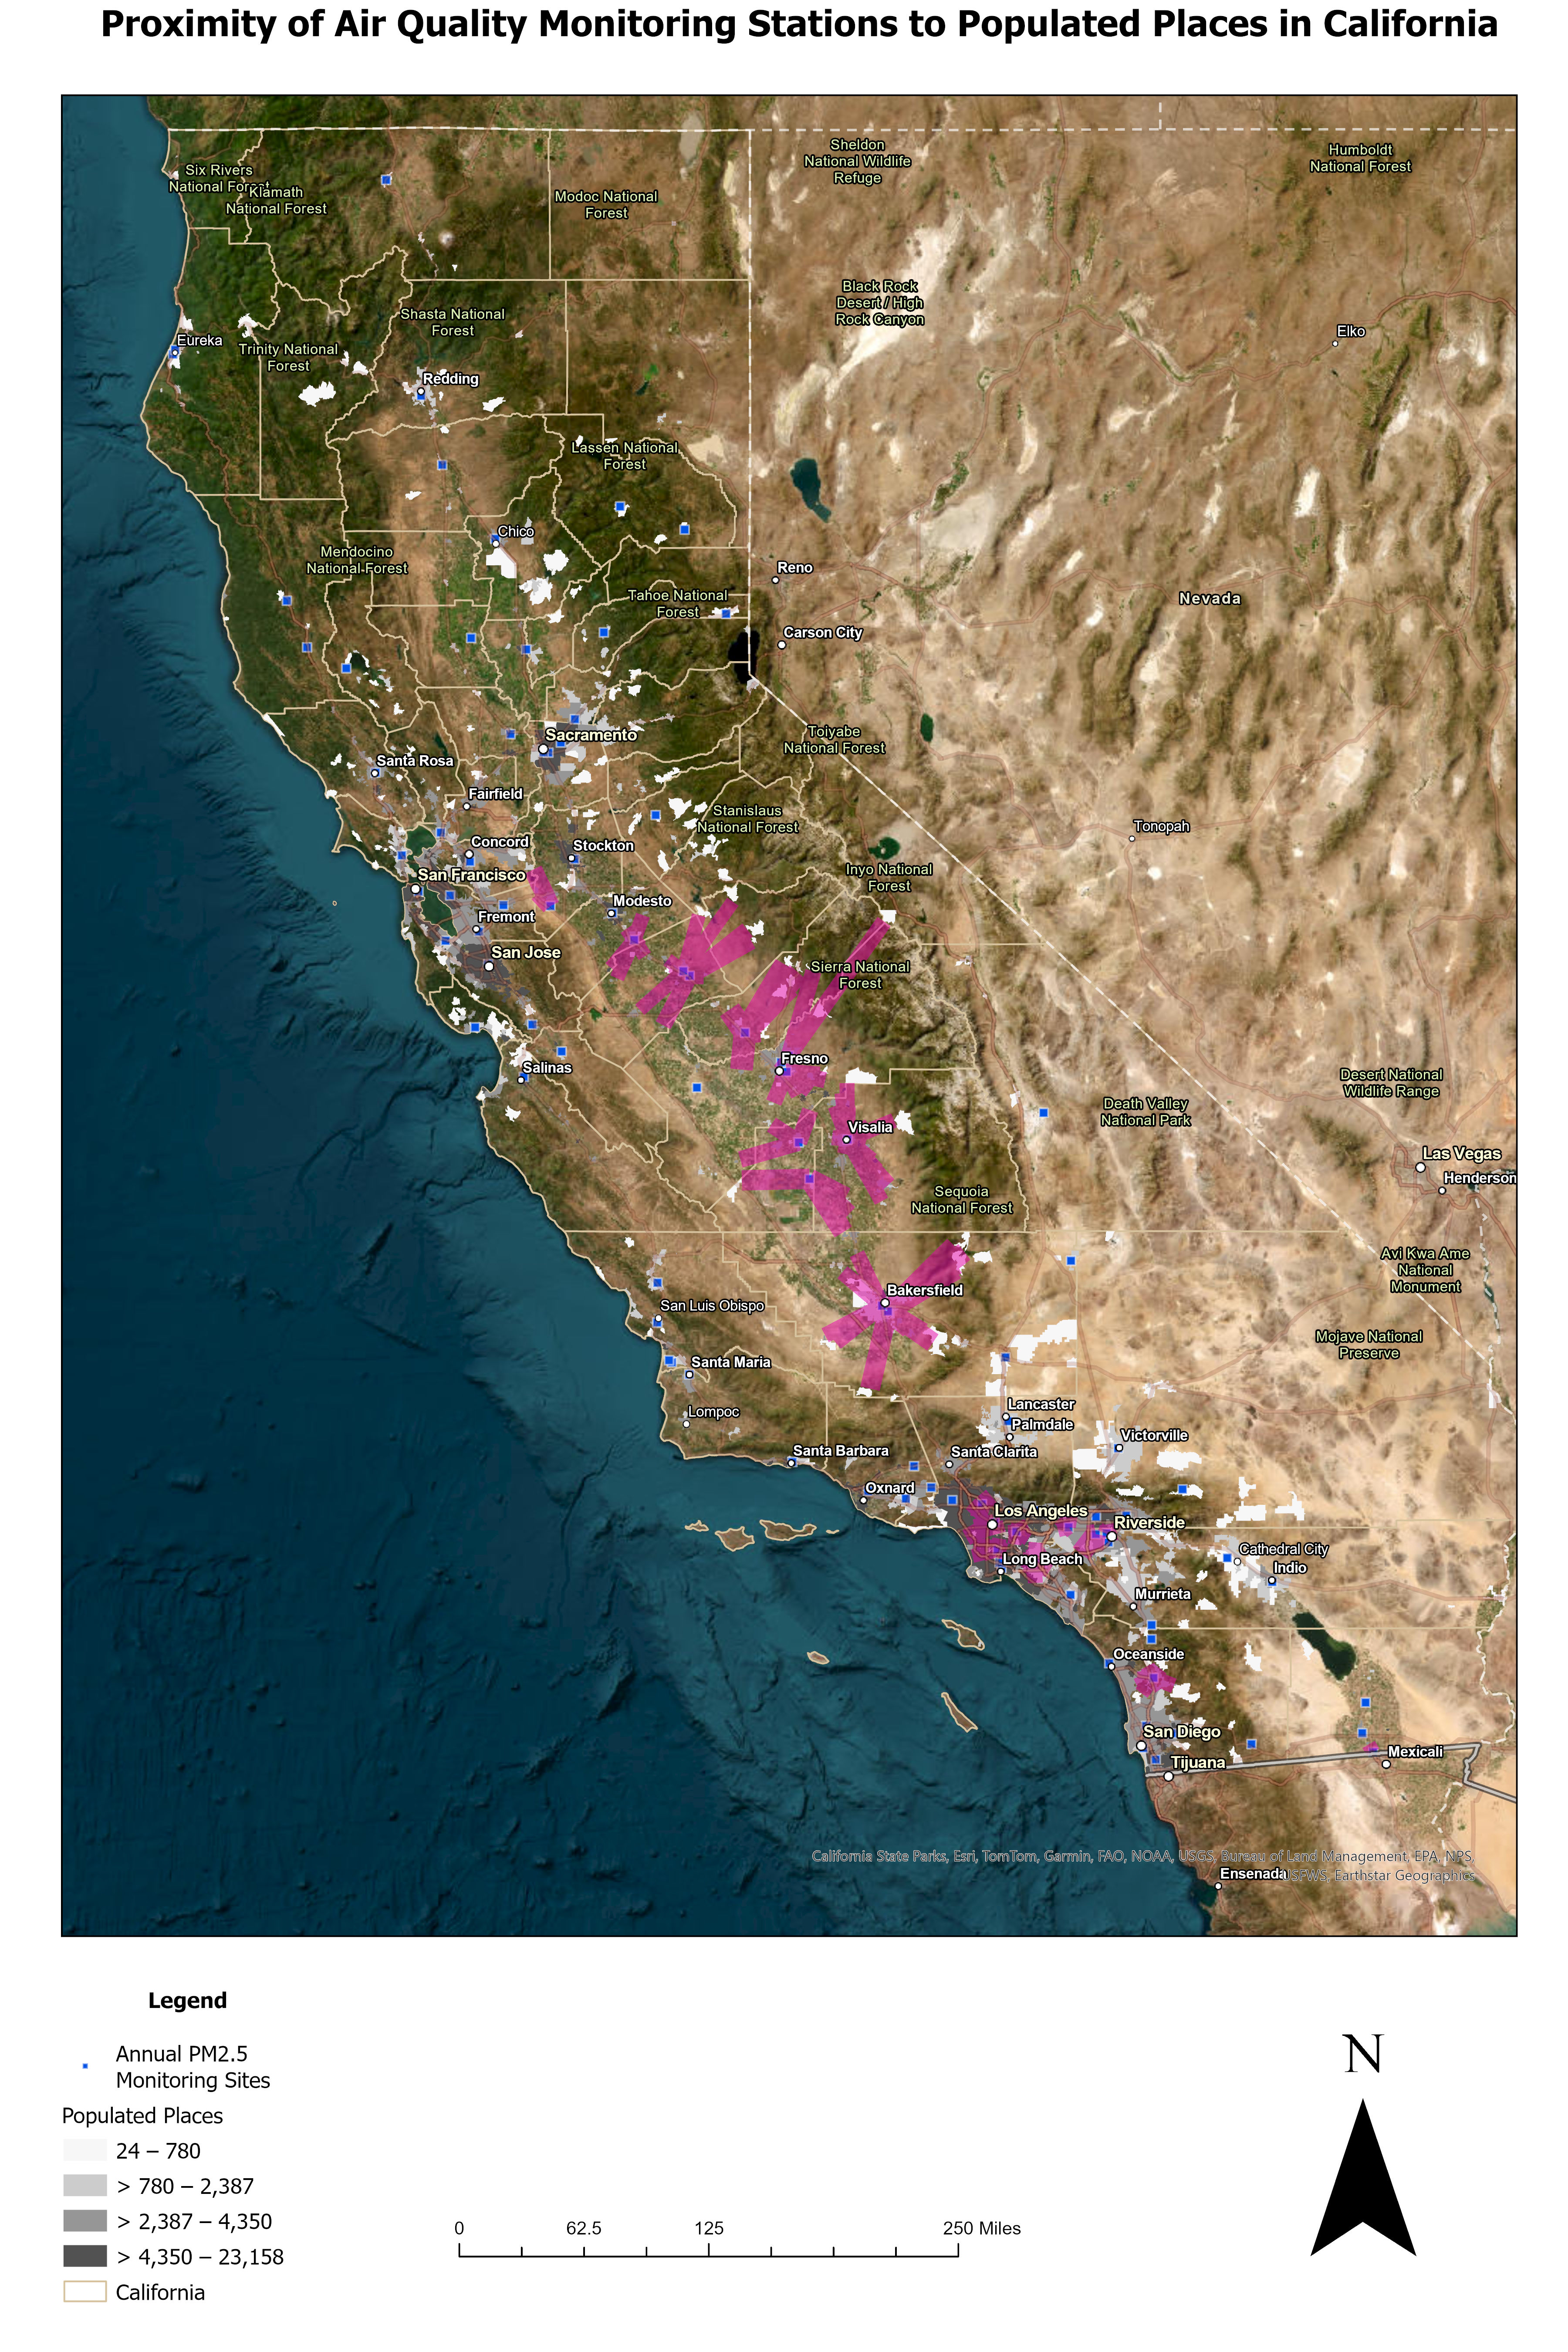 Proximity of Air Quality Monitoring Stations to Populated Places in California
Sheldon
National Wildlife
Refuge
Humboldt
National Forest
Six Rivers
National Forest
Klamath
National Forest
Modoc National
Forest
Black Rock
Desert / High
Rock Canyon
Shasta National
Forest
Elko
Eureka
Trinity National
Forest
Redding
Lassen National
Forest
Chico
Mendocino
National Forest
Reno
Tahoe National
Forest
Nevada
Carson City
Toiyabe
National Forest
Sacramento
Santa Rosa
Fairfield
Stanislaus
National Forest
Tonopah
Concord
Stockton
San Francisco
Inyo National
Forest
Modesto
Fremont
San Jose
Sierra National
Forest
Fresno
Salinas
Desert National
Wildlife Range
Death Valley
National Park
Visalia
Las Vegas
Henderson
Sequoia
National Forest
Avi Kwa Ame
National
Monument
Bakersfield
San Luis Obispo
Mojave National
Preserve
Santa Maria
Lompoc
Lancaster
Palmdale
Victorville
Santa Barbara
Santa Clarita
Oxnard
Los Angeles
Riverside
Cathedral City
Long Beach
Indio
Murrieta
Oceanside
San Diego
Mexicali
Tijuana
California State Parks, Esri, TomTom, Garmin, FAO, NOAA, USGS, Bureau of Land Management, EPA, NPS,
USFWS, Earthstar Geographics
Ensenada
Legend
Annual PM2.5
Monitoring Sites
Populated Places
24 – 780
> 780 – 2,387
> 2,387 – 4,350
> 4,350 – 23,158
California
0 62.5 125 250 Miles
N